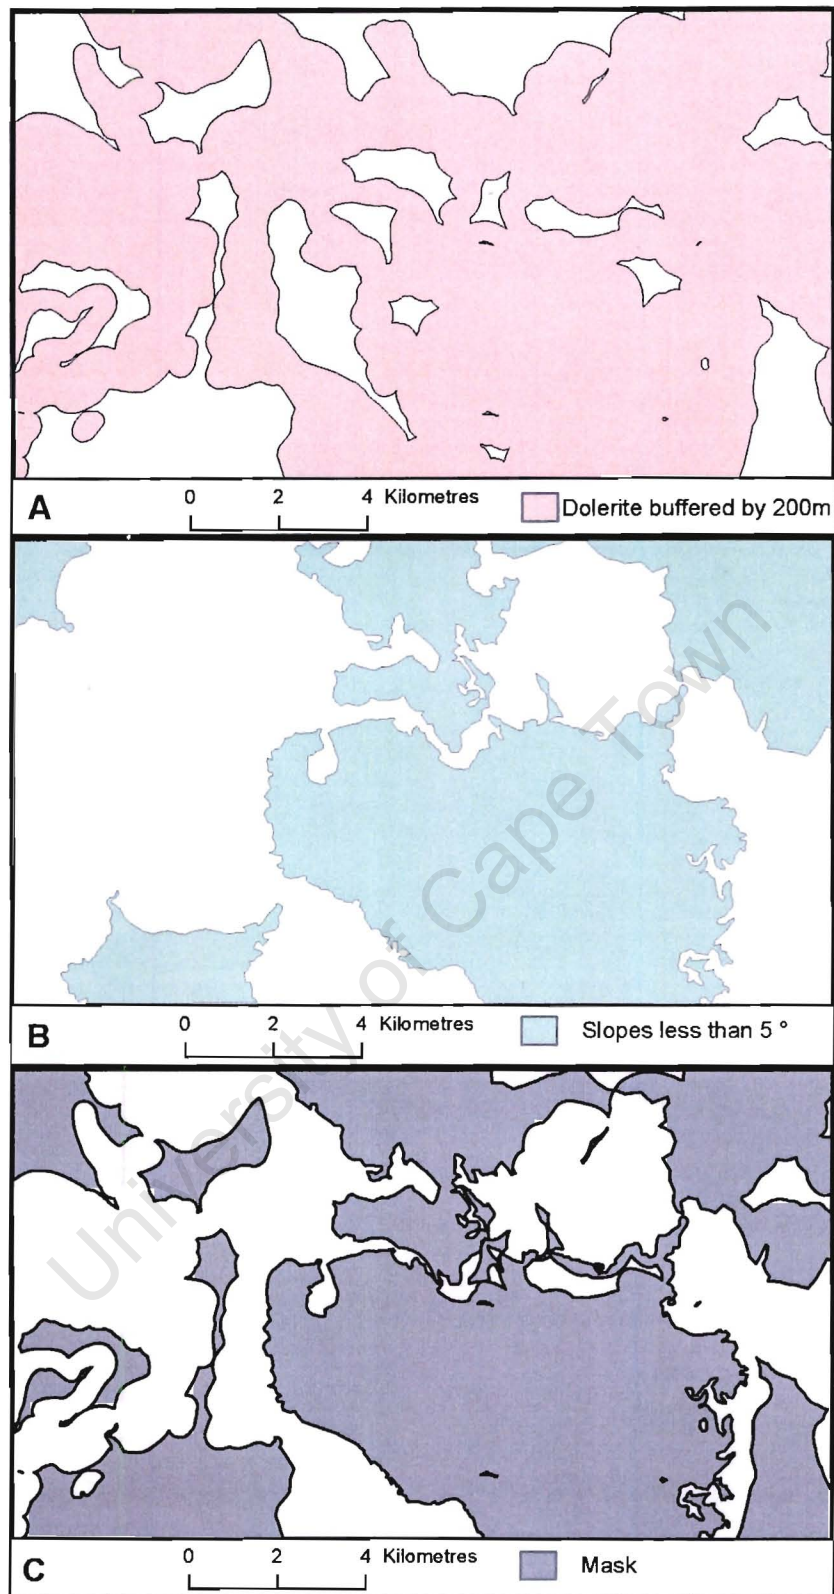 A
0 2 4 Kilometres
Dolerite buffered by 200m
B
0 2 4 Kilometres
Slopes less than 5 °
C
0 2 4 Kilometres
Mask
University of Cape Town